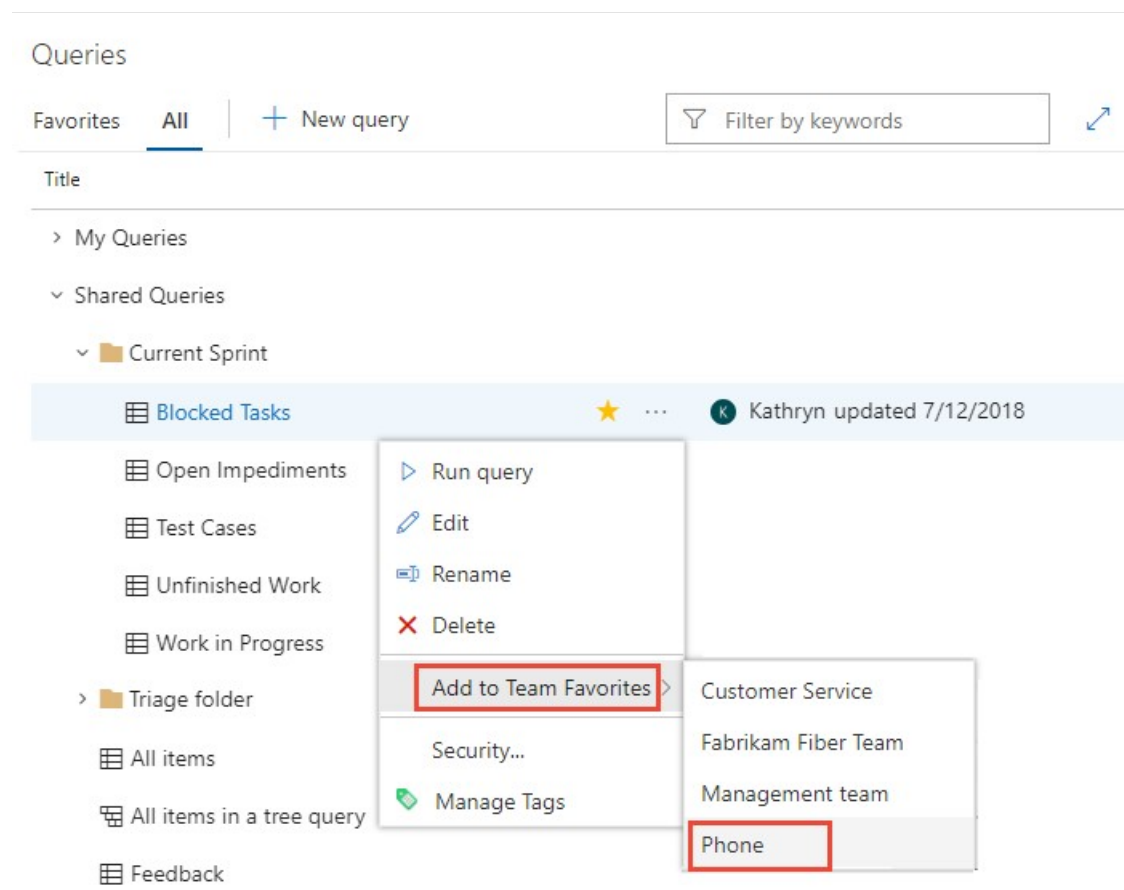 Queries
Favorites All New query Filter by keywords
Title
My Queries
Shared Queries
Current Sprint
Blocked Tasks ... K Kathryn updated 7/12/2018
Open Impediments
Test Cases
Unfinished Work
Work in Progress
Triage folder
All items
All items in a tree query
Feedback
Run query
Edit
Rename
Delete
Add to Team Favorites
Security...
Manage Tags
Customer Service
Fabrikam Fiber Team
Management team
Phone